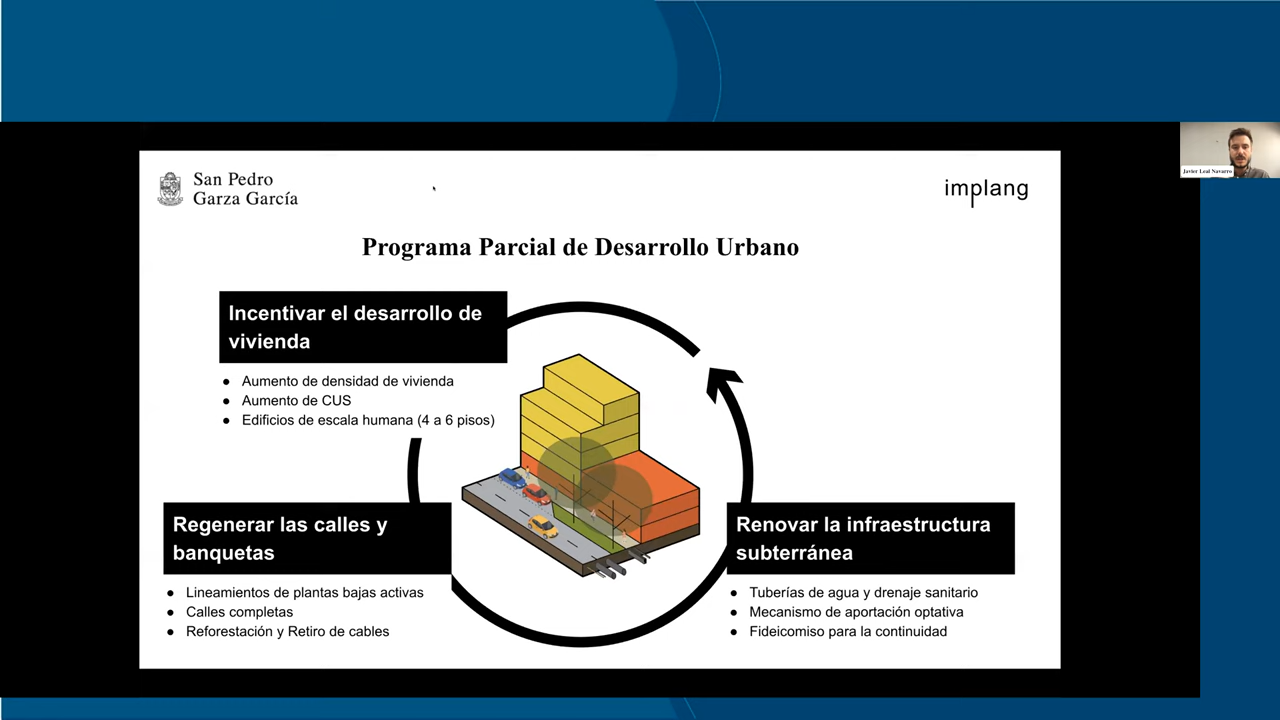 San Pedro
Garza García
implang
Javier Leal Navarro
Programa Parcial de Desarrollo Urbano
Incentivar el desarrollo de
vivienda
● Aumento de densidad de vivienda
● Aumento de CUS
● Edificios de escala humana (4 a 6 pisos)
Regenerar las calles y
banquetas
● Lineamientos de plantas bajas activas
● Calles completas
● Reforestación y Retiro de cables
Renovar la infraestructura
subterránea
● Tuberías de agua y drenaje sanitario
● Mecanismo de aportación optativa
● Fideicomiso para la continuidad